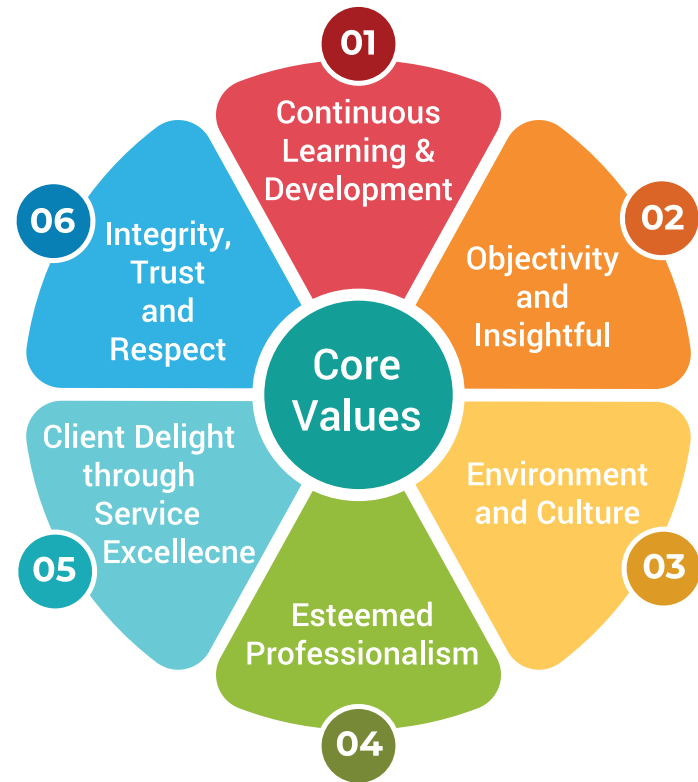 01
Continuous
Learning &
Development
02
Objectivity
and
Insightful
03
Environment
and Culture
04
Esteemed
Professionalism
05
Client Delight
through
Service
Excellecne
06
Integrity,
Trust
and
Respect
Core
Values